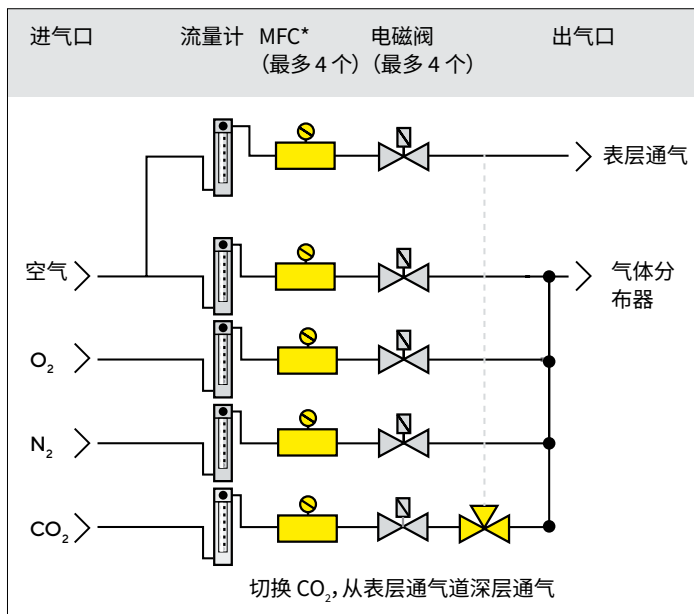 进气口 流量计 MFC* 电磁阀 出气口
（最多 4 个） （最多 4 个）
表层通气
空气
气体分
布器
O₂
N₂
CO₂
切换 CO₂，从表层通气道深层通气